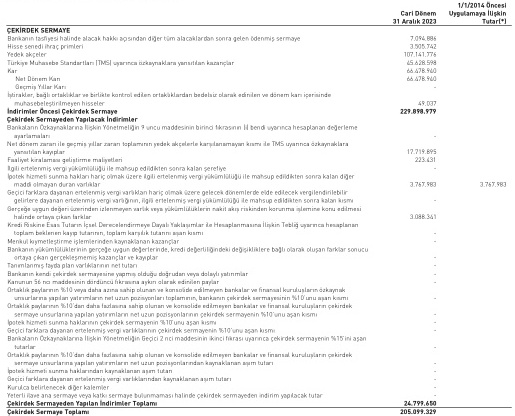 1/1/2014 Öncesi
Cari Dönem Uygulamaya İlişkin
31 Aralık 2023 Tutar(*)
ÇEKİRDEK SERMAYE
Bankanın tasfiyesi halinde alacak hakkı açısından diğer tüm alacaklardan sonra gelen ödenmiş sermaye 7.094.886
Hisse senedi ihraç primleri 3.505.742
Yedek akçeler 107.141.776
Türkiye Muhasebe Standartları (TMS) uyarınca özkaynaklara yansıtılan kazançlar 45.628.598
Kar 66.478.940
Net Dönem Karı 66.478.940
Geçmiş Yıllar Karı -
İştirakler, bağlı ortaklıklar ve birlikte kontrol edilen ortaklıklardan bedelsiz olarak edinilen ve dönem karı içerisinde
muhasebeleştirilmeyen hisseler 49.037
İndirimler Öncesi Çekirdek Sermaye 229.898.979
Çekirdek Sermayeden Yapılacak İndirimler
Bankaların Özkaynaklarına İlişkin Yönetmeliğin 9 uncu maddesinin birinci fıkrasının (i) bendi uyarınca hesaplanan değerleme
ayarlamaları -
Net dönem zararı ile geçmiş yıllar zararı toplamının yedek akçelerle karşılanamayan kısmı ile TMS uyarınca özkaynaklara
yansıtılan kayıplar 17.719.895
Faaliyet kiralaması geliştirme maliyetleri 223.431
İlgili ertelenmiş vergi yükümlülüğü ile mahsup edildikten sonra kalan şerefiye -
İpotek hizmeti sunma hakları hariç olmak üzere ilgili ertelenmiş vergi yükümlülüğü ile mahsup edildikten sonra kalan diğer
maddi olmayan duran varlıklar 3.767.983 3.767.983
Geçici farklara dayanan ertelenmiş vergi varlıkları hariç olmak üzere gelecek dönemlerde elde edilecek vergilendirilebilir
gelirlere dayanan ertelenmiş vergi varlığının, ilgili ertelenmiş vergi yükümlülüğü ile mahsup edildikten sonra kalan kısmı -
Gerçeğe uygun değeri üzerinden izlenmeyen varlık veya yükümlülüklerin nakit akış riskinden korunma işlemine konu edilmesi
halinde ortaya çıkan farklar 3.088.341
Kredi Riskine Esas Tutarın İçsel Derecelendirmeye Dayalı Yaklaşımlar ile Hesaplanmasına İlişkin Tebliğ uyarınca hesaplanan
toplam beklenen kayıp tutarının, toplam karşılık tutarını aşan kısmı -
Menkul kıymetleştirme işlemlerinden kaynaklanan kazançlar -
Bankanın yükümlülüklerinin gerçeğe uygun değerlerinde, kredi değerliliğindeki değişikliklere bağlı olarak oluşan farklar sonucu
ortaya çıkan gerçekleşmemiş kazançlar ve kayıplar -
Tanımlanmış fayda plan varlıklarının net tutarı -
Bankanın kendi çekirdek sermayesine yapmış olduğu doğrudan veya dolaylı yatırımlar -
Kanunun 56 ncı maddesinin dördüncü fıkrasına aykırı olarak edinilen paylar -
Ortaklık paylarının %10 veya daha azına sahip olunan ve konsolide edilmeyen bankalar ve finansal kuruluşların özkaynak
unsurlarına yapılan yatırımların net uzun pozisyonları toplamının, bankanın çekirdek sermayesinin %10'unu aşan kısmı -
Ortaklık paylarının %10'dan daha fazlasına sahip olunan ve konsolide edilmeyen bankalar ve finansal kuruluşların çekirdek
sermaye unsurlarına yapılan yatırımların net uzun pozisyonlarının çekirdek sermayenin %10'unu aşan kısmı -
İpotek hizmeti sunma haklarının çekirdek sermayenin %10'unu aşan kısmı -
Geçici farklara dayanan ertelenmiş vergi varlıklarının çekirdek sermayenin %10'unu aşan kısmı -
Bankaların Özkaynaklarına İlişkin Yönetmeliğin Geçici 2 nci maddesinin ikinci fıkrası uyarınca çekirdek sermayenin %15'ini aşan
tutarlar -
Ortaklık paylarının %10'dan daha fazlasına sahip olunan ve konsolide edilmeyen bankalar ve finansal kuruluşların çekirdek
sermaye unsurlarına yapılan yatırımların net uzun pozisyonlarından kaynaklanan aşım tutarı -
İpotek hizmeti sunma haklarından kaynaklanan aşım tutarı -
Geçici farklara dayanan ertelenmiş vergi varlıklarından kaynaklanan aşım tutarı -
Kurulca belirlenecek diğer kalemler -
Yeterli ilave ana sermaye veya katkı sermaye bulunmaması halinde çekirdek sermayeden indirim yapılacak tutar -
Çekirdek Sermayeden Yapılan İndirimler Toplamı 24.799.650
Çekirdek Sermaye Toplamı 205.099.329